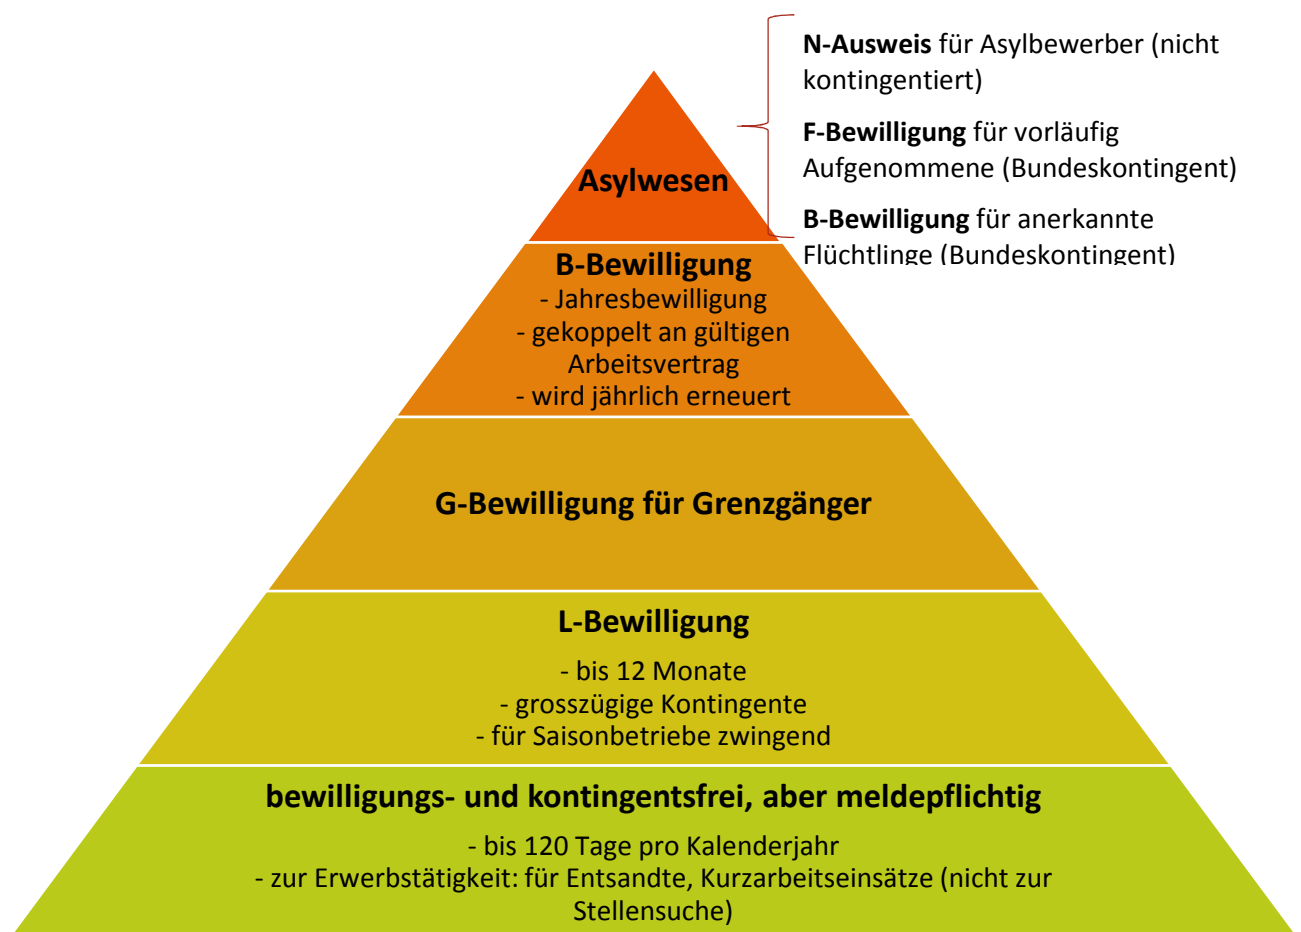 N-Ausweis für Asylbewerber (nicht
kontingentiert)
F-Bewilligung für vorläufig
Aufgenommene (Bundeskontingent)
B-Bewilligung für anerkannte
Flüchtlinge (Bundeskontingent)
Asylwesen
B-Bewilligung
- Jahresbewilligung
- gekoppelt an gültigen
Arbeitsvertrag
- wird jährlich erneuert
G-Bewilligung für Grenzgänger
L-Bewilligung
- bis 12 Monate
- grosszügige Kontingente
- für Saisonbetriebe zwingend
bewilligungs- und kontingentsfrei, aber meldepflichtig
- bis 120 Tage pro Kalenderjahr
- zur Erwerbstätigkeit: für Entsandte, Kurzarbeitseinsätze (nicht zur
Stellensuche)